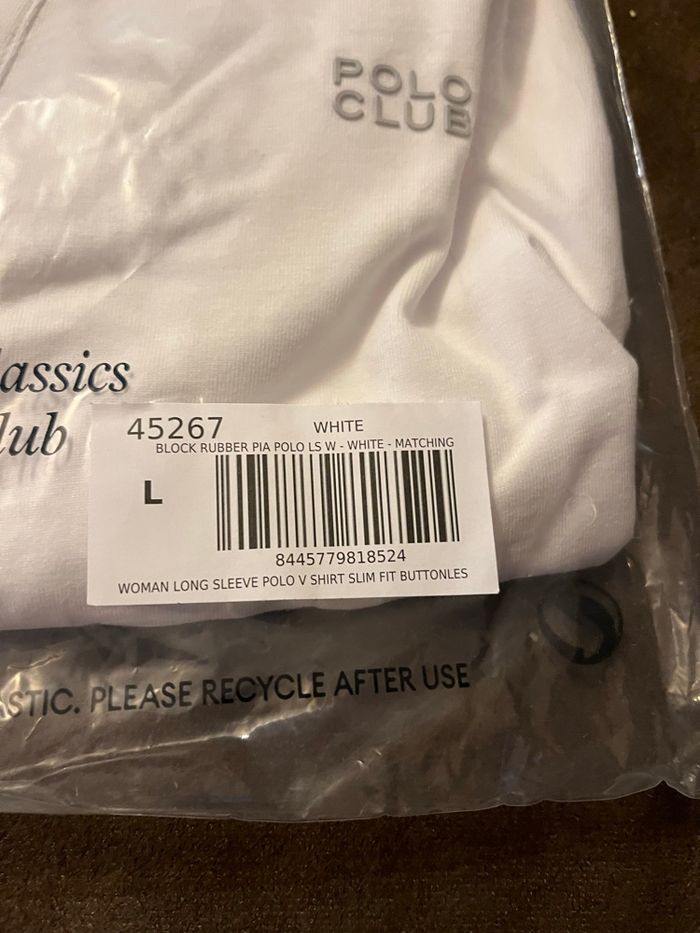 POLO
CLUB
assics
lub
45267 WHITE
BLOCK RUBBER PIA POLO LS W - WHITE - MATCHING
L
8445779818524
WOMAN LONG SLEEVE POLO V SHIRT SLIM FIT BUTTONLES
ASTIC. PLEASE RECYCLE AFTER USE